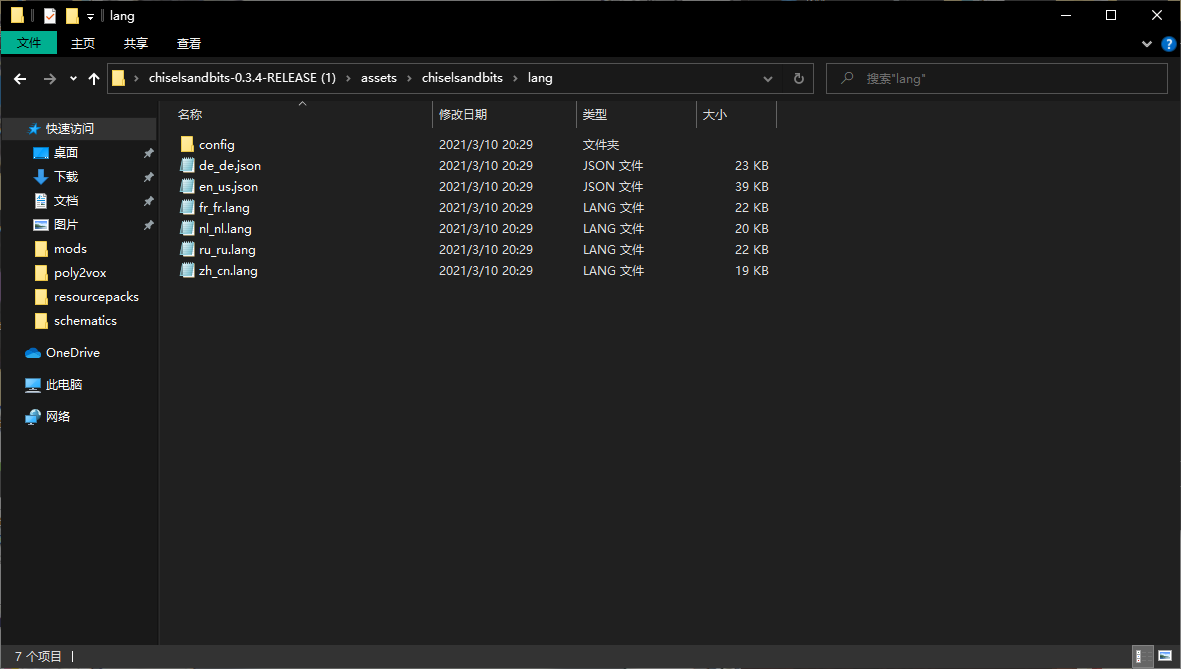 lang
文件 主页 共享 查看
chiselsandbits-0.3.4-RELEASE (1) assets chiselsandbits lang 搜索"lang"
名称 修改日期 类型 大小
快速访问
桌面
下载
文档
图片
mods
poly2vox
resourcepacks
schematics
OneDrive
此电脑
网络
config 2021/3/10 20:29 文件夹
de_de.json 2021/3/10 20:29 JSON 文件 23 KB
en_us.json 2021/3/10 20:29 JSON 文件 39 KB
fr_fr.lang 2021/3/10 20:29 LANG 文件 22 KB
nl_nl.lang 2021/3/10 20:29 LANG 文件 20 KB
ru_ru.lang 2021/3/10 20:29 LANG 文件 22 KB
zh_cn.lang 2021/3/10 20:29 LANG 文件 19 KB
7 个项目